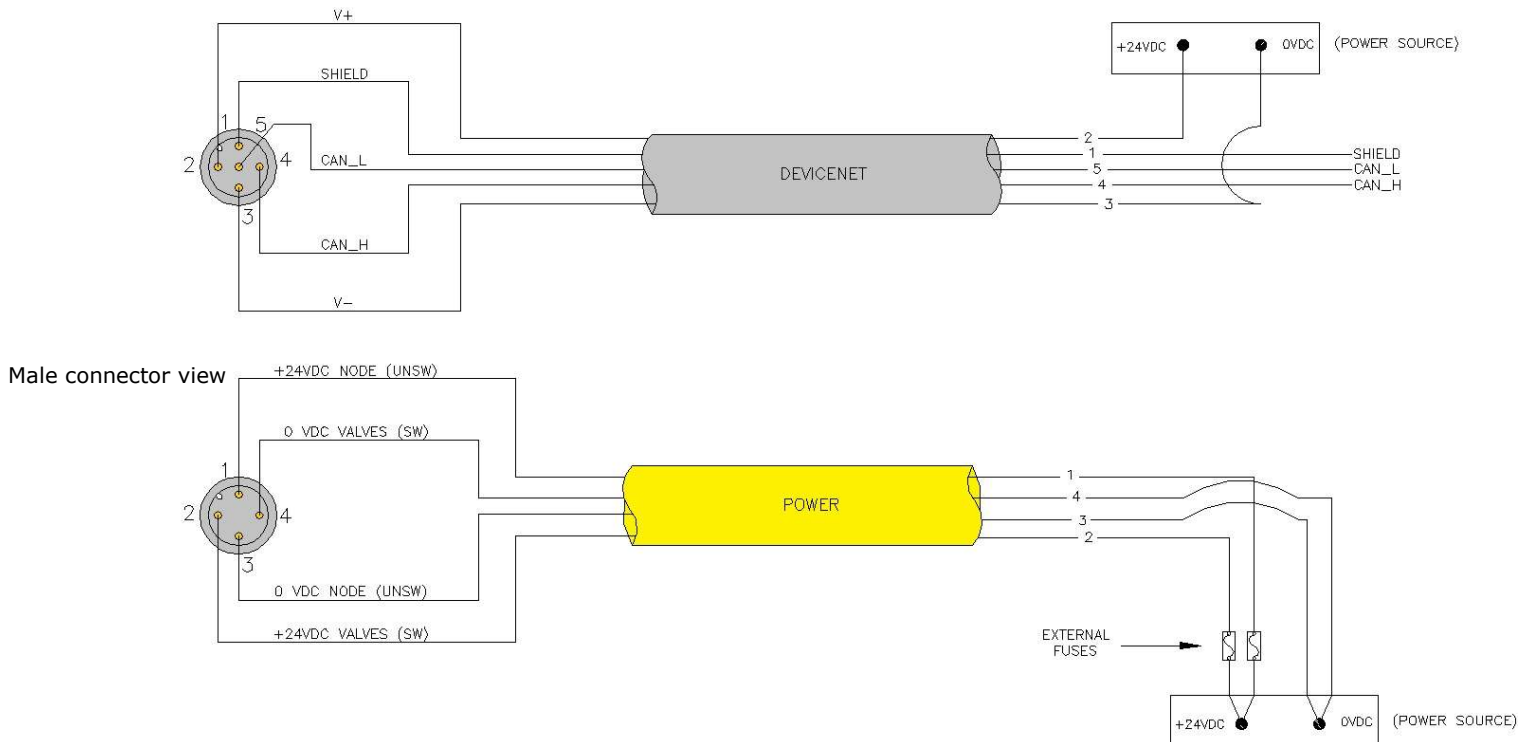 V+
+24VDC
0VDC
(POWER SOURCE)
SHIELD
1
5
2
4
3
CAN_L
DEVICENET
2
1
5
4
3
SHIELD
CAN_L
CAN_H
CAN_H
V–
Male connector view
+24VDC NODE (UNSW)
0 VDC VALVES (SW)
1
2
4
3
POWER
1
4
3
2
0 VDC NODE (UNSW)
+24VDC VALVES (SW)
EXTERNAL
FUSES
+24VDC
0VDC
(POWER SOURCE)